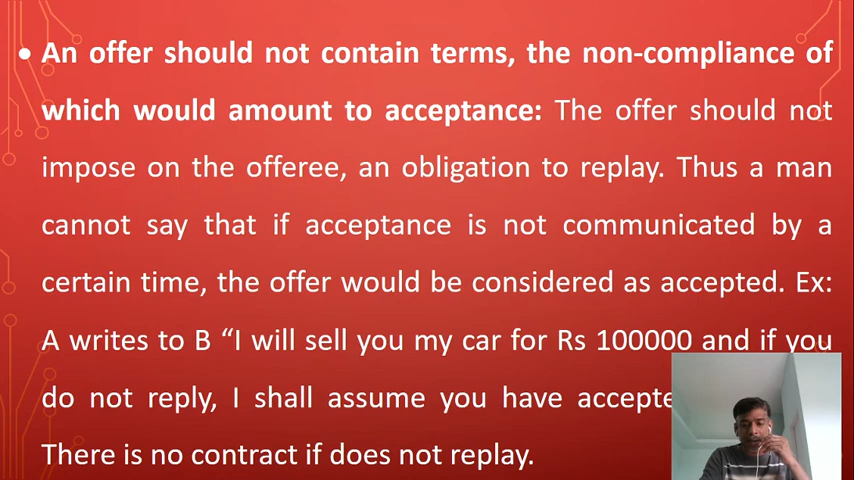 • An offer should not contain terms, the non-compliance of
which would amount to acceptance: The offer should not
impose on the offeree, an obligation to replay. Thus a man
cannot say that if acceptance is not communicated by a
certain time, the offer would be considered as accepted. Ex:
A writes to B “I will sell you my car for Rs 100000 and if you
do not reply, I shall assume you have
There is no contract if does not replay.